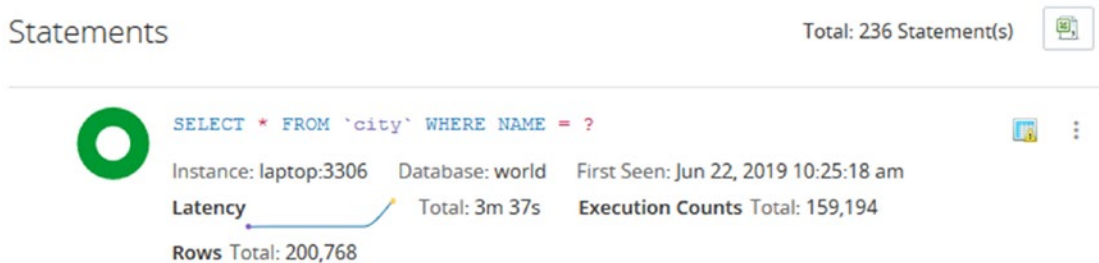 Statements
Total: 236 Statement(s)
SELECT * FROM `city` WHERE NAME = ?
Instance: laptop:3306 Database: world First Seen: Jun 22, 2019 10:25:18 am
Latency Total: 3m 37s Execution Counts Total: 159,194
Rows Total: 200,768